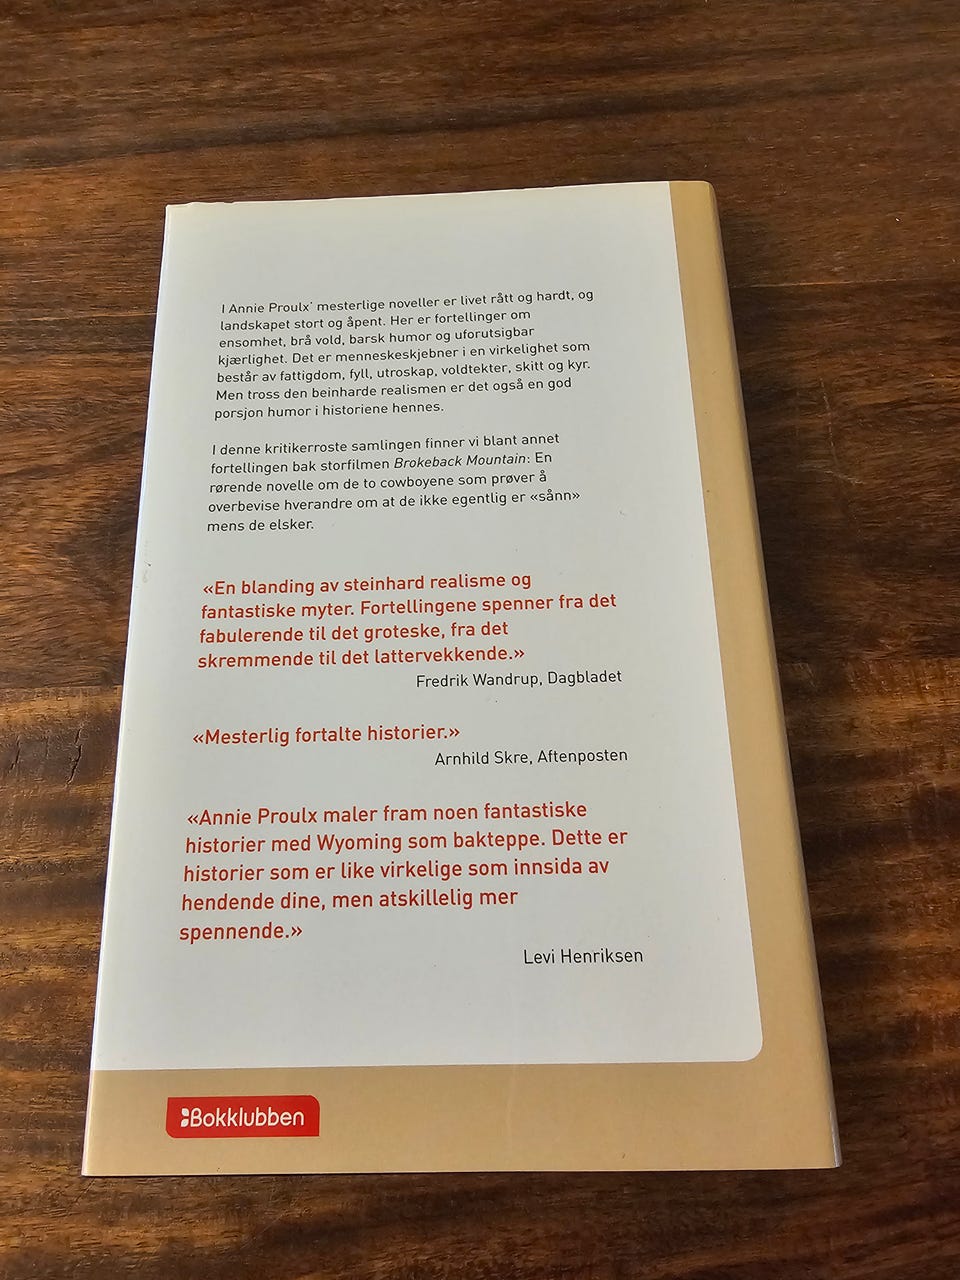 I Annie Proulx' mesterlige noveller er livet rått og hardt, og
landskapet stort og åpent. Her er fortellinger om
ensomhet, brå vold, barsk humor og uforutsigbar
kjærlighet. Det er menneskeskjebner i en virkelighet som
består av fattigdom, fyll, utroskap, voldtekter, skitt og kyr.
Men tross den beinharde realismen er det også en god
porsjon humor i historiene hennes.
I denne kritikerroste samlingen finner vi blant annet
fortellingen bak storfilmen Brokeback Mountain: En
rørende novelle om de to cowboyene som prøver å
overbevise hverandre om at de ikke egentlig er «sånn»
mens de elsker.
«En blanding av steinhard realisme og
fantastiske myter. Fortellingene spenner fra det
fabulerende til det groteske, fra det
skremmende til det lattervekkende.»
Fredrik Wandrup, Dagbladet
«Mesterlig fortalte historier.»
Arnhild Skre, Aftenposten
«Annie Proulx maler fram noen fantastiske
historier med Wyoming som bakteppe. Dette er
historier som er like virkelige som innsida av
hendende dine, men atskillelig mer
spennende.»
Levi Henriksen
Bokklubben